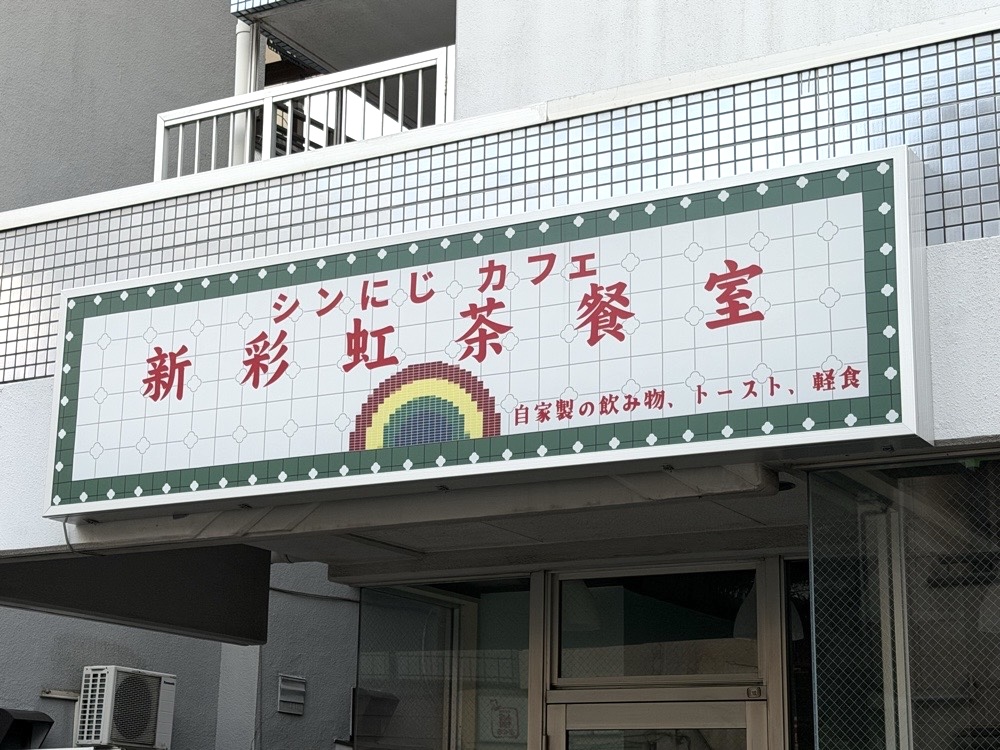 シンにじ カフェ
新彩虹茶餐室
自家製の飲み物、トースト、軽食